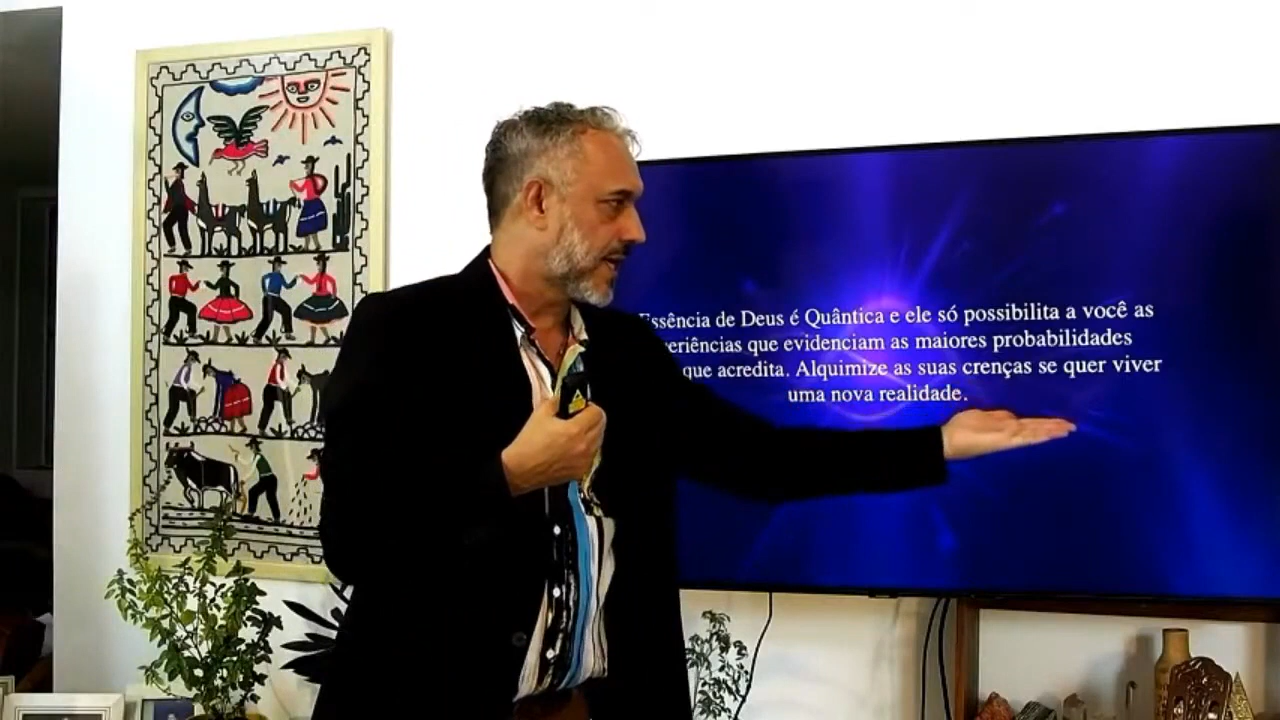 Essência de Deus é Quântica e ele só possibilita a você as
que evidenciam as maiores probabilidades
que acredita. Alquimize as suas crenças se quer viver
uma nova realidade.